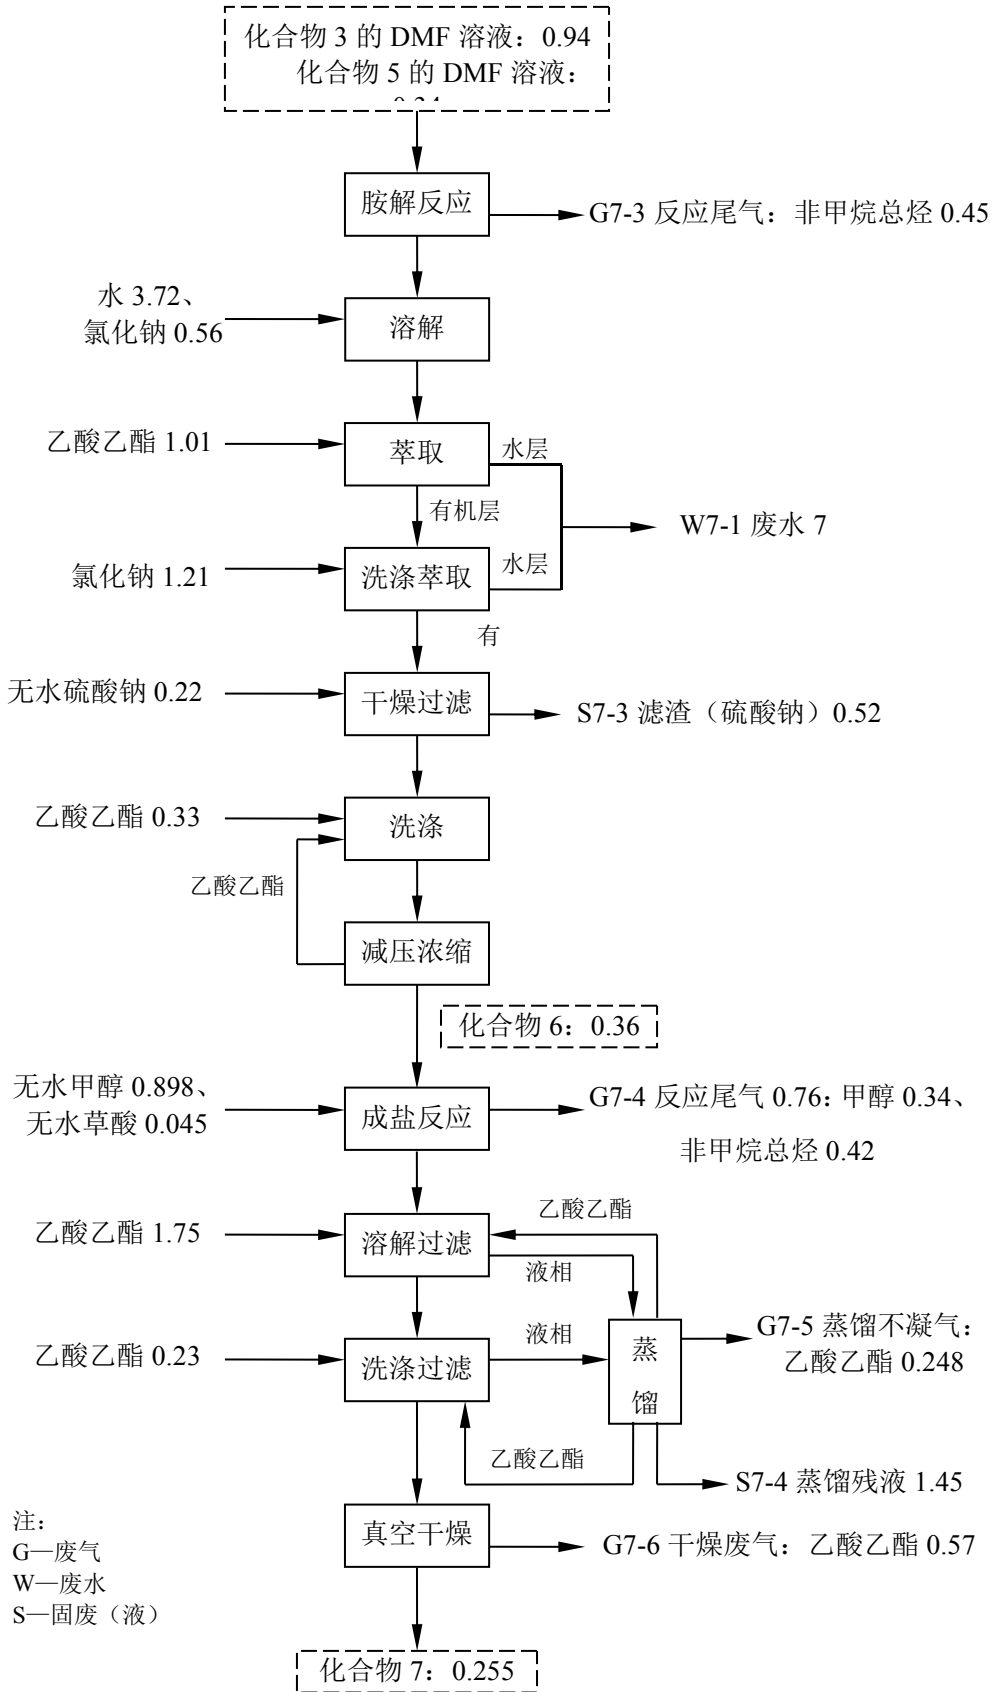 化合物 3 的 DMF 溶液：0.94
化合物 5 的 DMF 溶液：
胺解反应
G7-3 反应尾气：非甲烷总烃 0.45
水 3.72、
氯化钠 0.56
溶解
乙酸乙酯 1.01
萃取
水层
有机层
W7-1 废水 7
氯化钠 1.21
洗涤萃取
水层
有
无水硫酸钠 0.22
干燥过滤
S7-3 滤渣（硫酸钠）0.52
乙酸乙酯 0.33
洗涤
乙酸乙酯
减压浓缩
化合物 6：0.36
无水甲醇 0.898、
无水草酸 0.045
成盐反应
G7-4 反应尾气 0.76：甲醇 0.34、
非甲烷总烃 0.42
乙酸乙酯 1.75
溶解过滤
乙酸乙酯
液相
乙酸乙酯 0.23
洗涤过滤
液相
蒸
馏
G7-5 蒸馏不凝气：
乙酸乙酯 0.248
乙酸乙酯
S7-4 蒸馏残液 1.45
真空干燥
G7-6 干燥废气：乙酸乙酯 0.57
注：
G—废气
W—废水
S—固废（液）
化合物 7：0.255